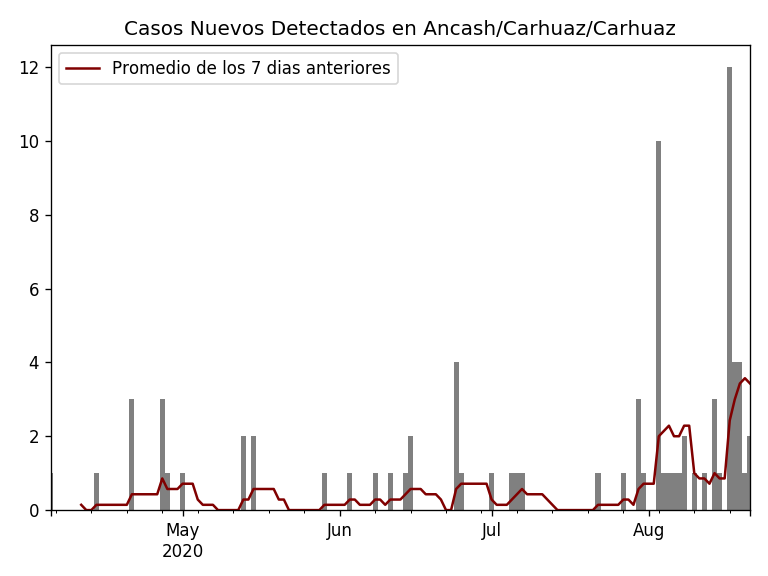 Casos Nuevos Detectados en Ancash/Carhuaz/Carhuaz
Promedio de los 7 dias anteriores
12
10
8
6
4
2
0
May Jun Jul Aug
2020